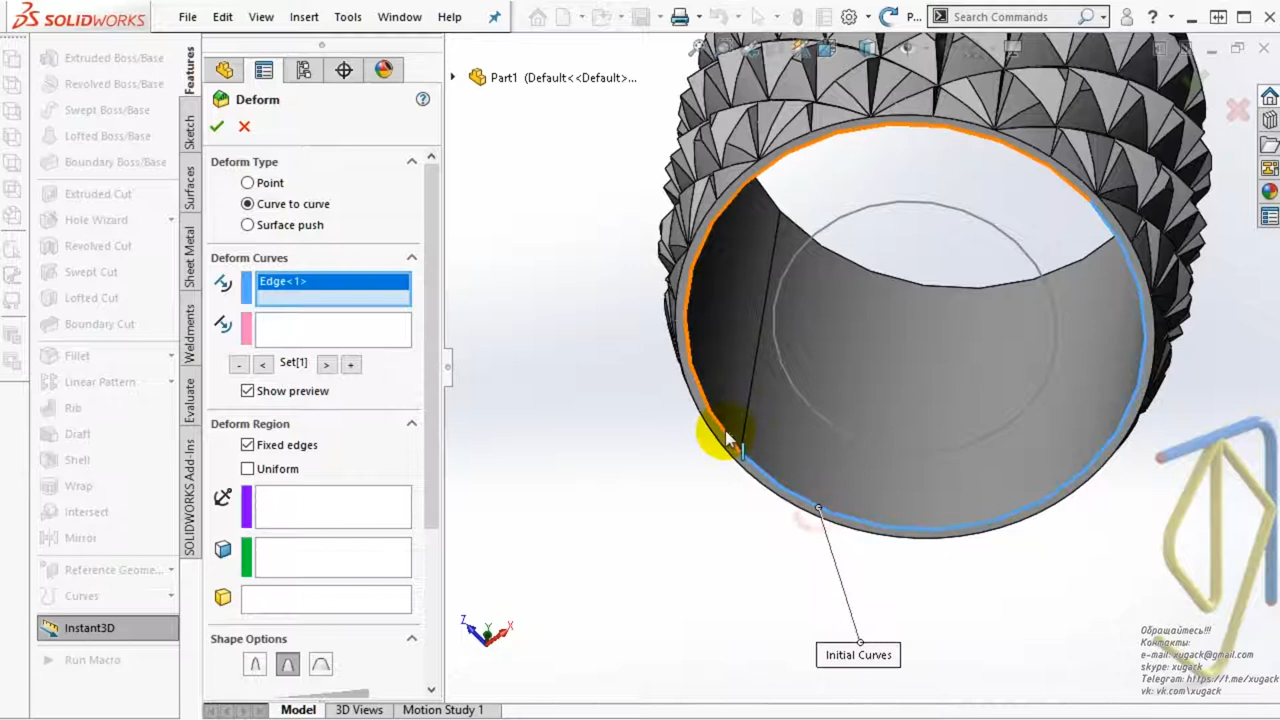 SOLIDWORKS
File Edit View Insert Tools Window Help
P...
Search Commands
Extruded Boss/Base
Revolved Boss/Base
Swept Boss/Base
Lofted Boss/Base
Boundary Boss/Base
Extruded Cut
Hole Wizard
Revolved Cut
Swept Cut
Lofted Cut
Boundary Cut
Fillet
Linear Pattern
Rib
Draft
Shell
Wrap
Intersect
Mirror
Reference Geome...
Curves
Instant3D
Run Macro
Features
Sketch
Surfaces
Sheet Metal
Weldments
Evaluate
SOLIDWORKS Add-Ins
Deform
Deform Type
Point
Curve to curve
Surface push
Deform Curves
Edge<1>
- < Set[1] > +
Show preview
Deform Region
Fixed edges
Uniform
Shape Options
Part1 (Default<<Default>...
Initial Curves
Z Y X
Обращайтесь!!!
Контакты:
e-mail: xugack@gmail.com
skype: xugack
Telegram: https://t.me/xugack
vk: vk.com\xugack
Model 3D Views Motion Study 1